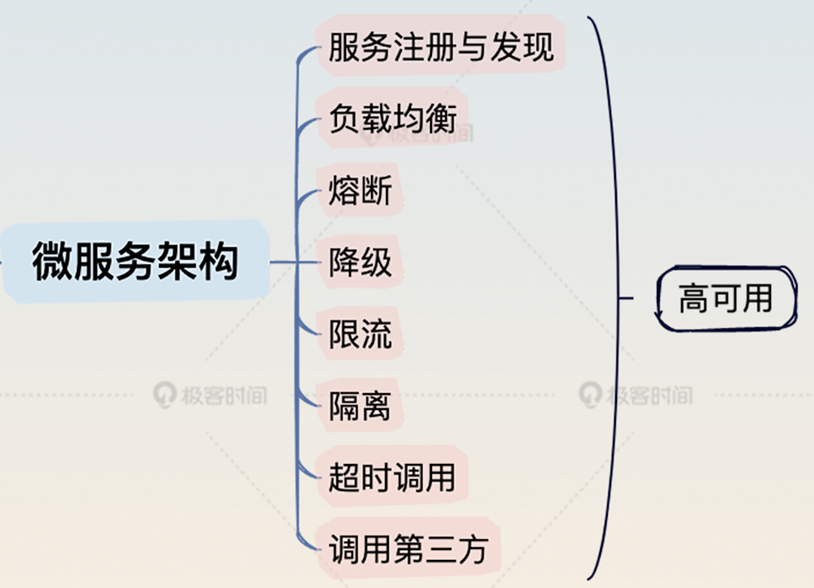 服务注册与发现
负载均衡
极客时间
熔断
微服务架构
降级
高可用
限流
极客时间
极客时间
隔离
超时调用
调用第三方